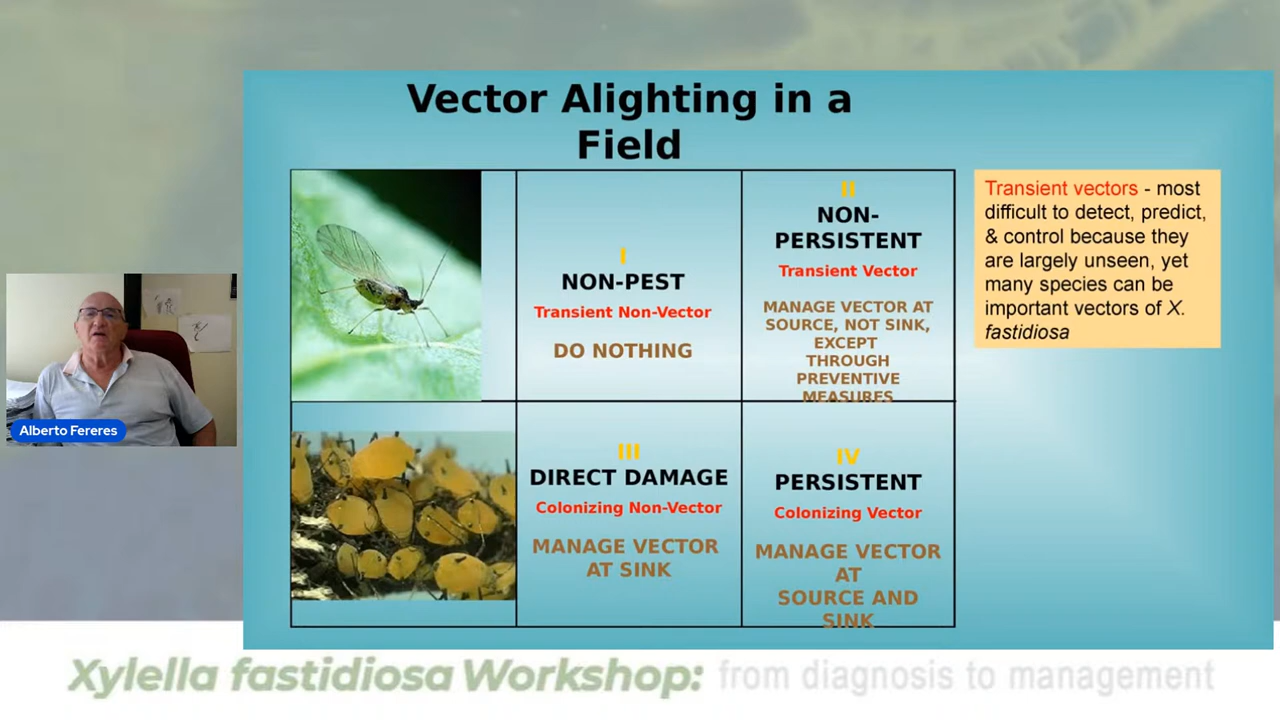 Vector Alighting in a
Field
I
NON-PEST
Transient Non-Vector
DO NOTHING
II
NON-
PERSISTENT
Transient Vector
MANAGE VECTOR AT
SOURCE, NOT SINK,
EXCEPT
THROUGH
PREVENTIVE
MEASURES
III
DIRECT DAMAGE
Colonizing Non-Vector
MANAGE VECTOR
AT SINK
IV
PERSISTENT
Colonizing Vector
MANAGE VECTOR
AT
SOURCE AND
SINK
Transient vectors - most
difficult to detect, predict,
& control because they
are largely unseen, yet
many species can be
important vectors of X.
fastidiosa
Alberto Fereres
Xylella fastidiosa Workshop: from diagnosis to management